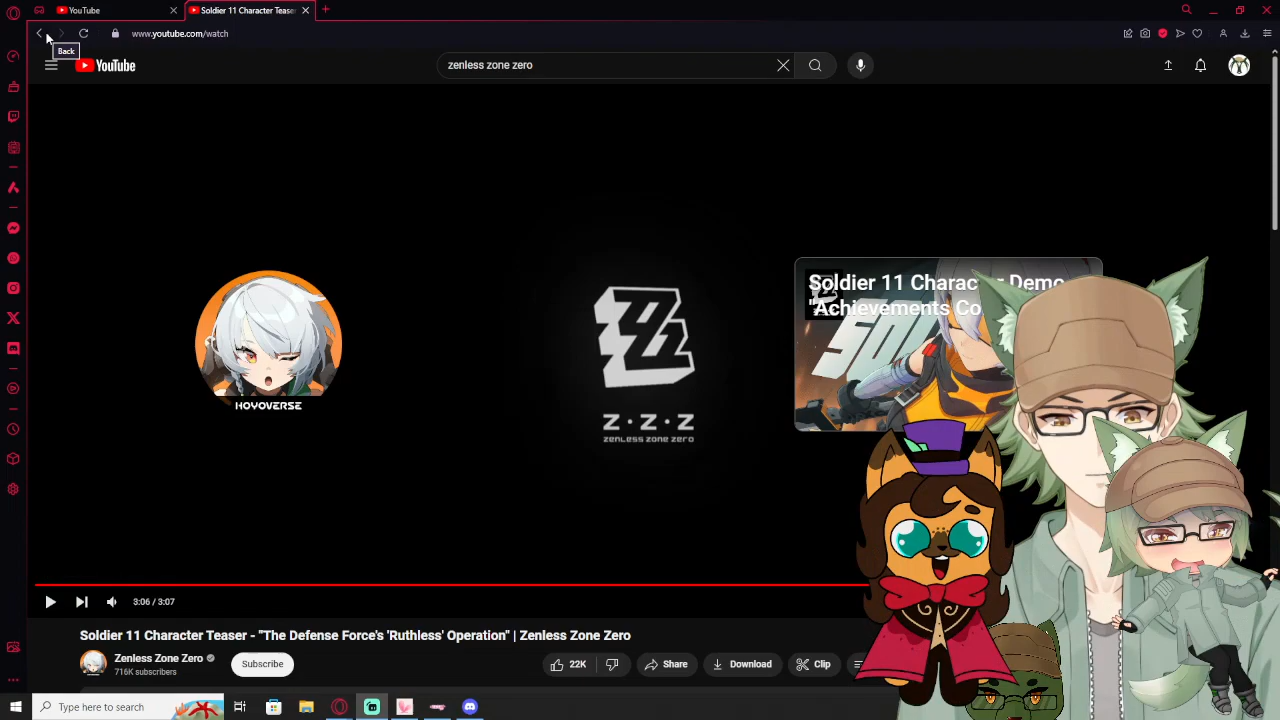 YouTube
Soldier 11 Character Teaser
www.youtube.com/watch
Back
YouTube
zenless zone zero
Soldier 11 Character Demo
"Achievements Co
HOYOVERSE
Z·Z·Z
ZENLESS ZONE ZERO
3:06 / 3:07
Soldier 11 Character Teaser - "The Defense Force's 'Ruthless' Operation" | Zenless Zone Zero
Zenless Zone Zero
716K subscribers
Subscribe
22K
Share
Download
Clip
Type here to search